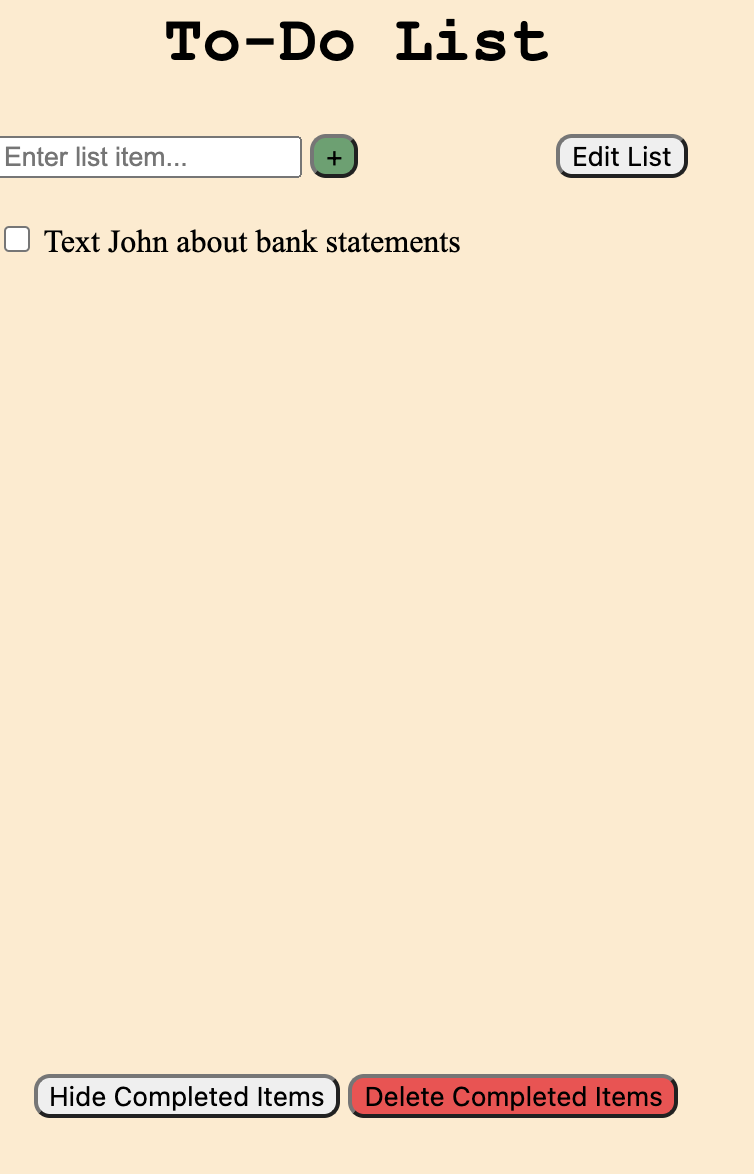 To-Do List
Enter list item... + Edit List
Text John about bank statements
Hide Completed Items Delete Completed Items